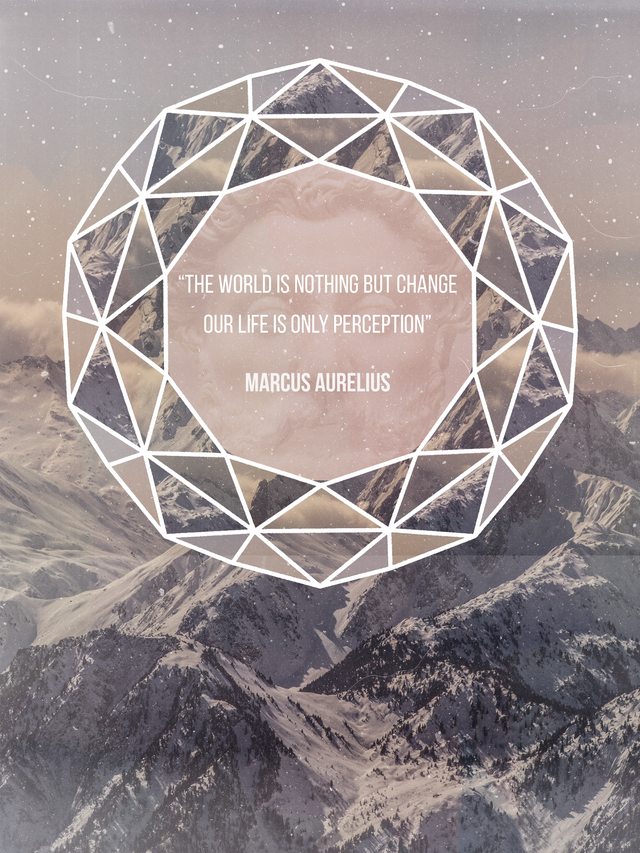 “THE WORLD IS NOTHING BUT CHANGE
OUR LIFE IS ONLY PERCEPTION”
MARCUS AURELIUS